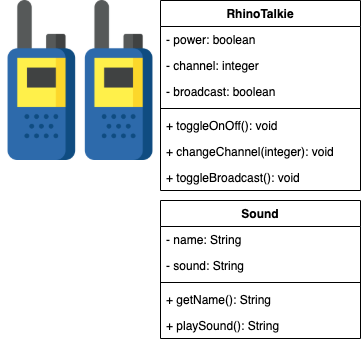 RhinoTalkie
- power: boolean
- channel: integer
- broadcast: boolean
+ toggleOnOff(): void
+ changeChannel(integer): void
+ toggleBroadcast(): void
Sound
- name: String
- sound: String
+ getName(): String
+ playSound(): String